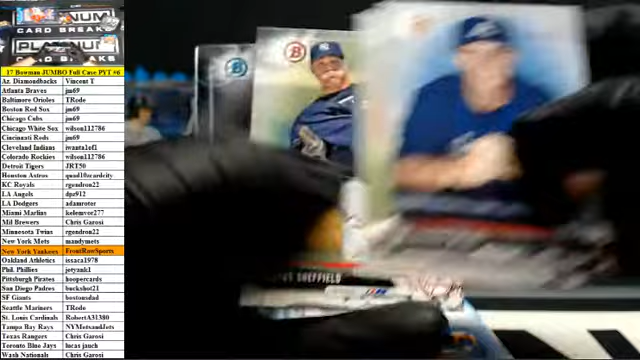 PLATINUM
CARD BREAKS
PLATINUM
CARD BREAKS
17 Bowman JUMBO Full Case PYT #6
Az. Diamondbacks Vincent T
Atlanta Braves jm69
Baltimore Orioles TRode
Boston Red Sox jm69
Chicago Cubs jm69
Chicago White Sox wilson112786
Cincinnati Reds jm69
Cleveland Indians iwanta1of1
Colorado Rockies wilson112786
Detroit Tigers JRT50
Houston Astros quad10zardcity
KC Royals rgendron22
LA Angels dpz912
LA Dodgers adamroter
Miami Marlins kelemvor277
Mil Brewers Chris Garosi
Minnesota Twins rgendron22
New York Mets mandymets
New York Yankees FrontRowSports
Oakland Athletics issaca1978
Phil. Phillies jetyank1
Pittsburgh Pirates hoopercards
San Diego Padres buckshot21
SF Giants bostonsdad
Seattle Mariners TRode
St. Louis Cardinals RobertA31380
Tampa Bay Rays NYMetsandJets
Texas Rangers Chris Garosi
Toronto Blue Jays lucas jauch
Wash Nationals Chris Garosi
B
B
SHEFFIELD